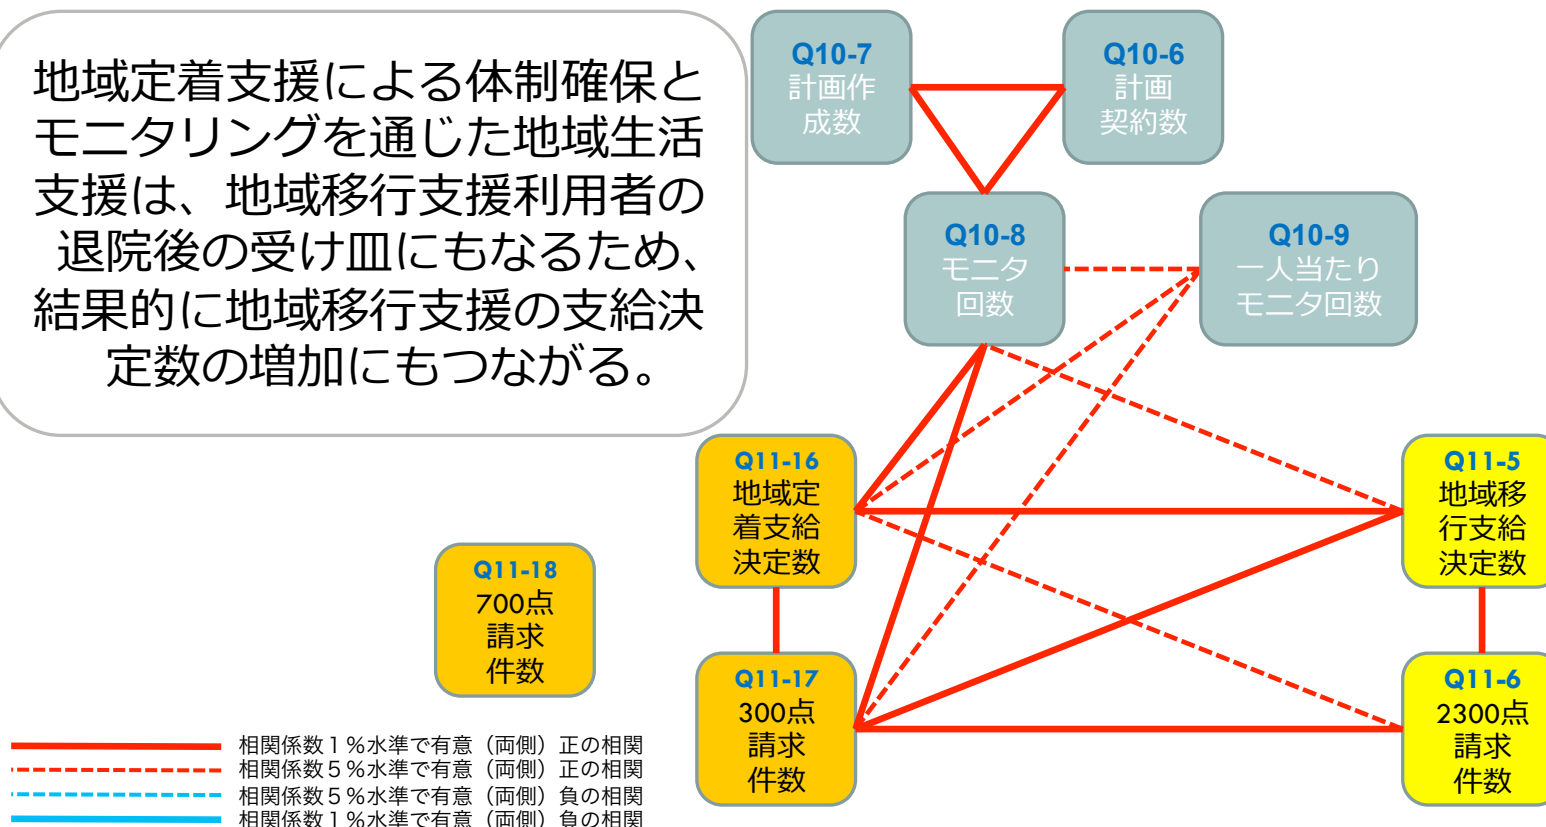 地域定着支援による体制確保と
モニタリングを通じた地域生活
支援は、地域移行支援利用者の
退院後の受け皿にもなるため、
結果的に地域移行支援の支給決
定数の増加にもつながる。
Q10-7
計画作
成数
Q10-6
計画
契約数
Q10-8
モニタ
回数
Q10-9
一人当たり
モニタ回数
Q11-16
地域定
着支給
決定数
Q11-5
地域移
行支給
決定数
Q11-18
700点
請求
件数
Q11-17
300点
請求
件数
Q11-6
2300点
請求
件数
相関係数1%水準で有意（両側）正の相関
相関係数5%水準で有意（両側）正の相関
相関係数5%水準で有意（両側）負の相関
相関係数1%水準で有意（両側）負の相関